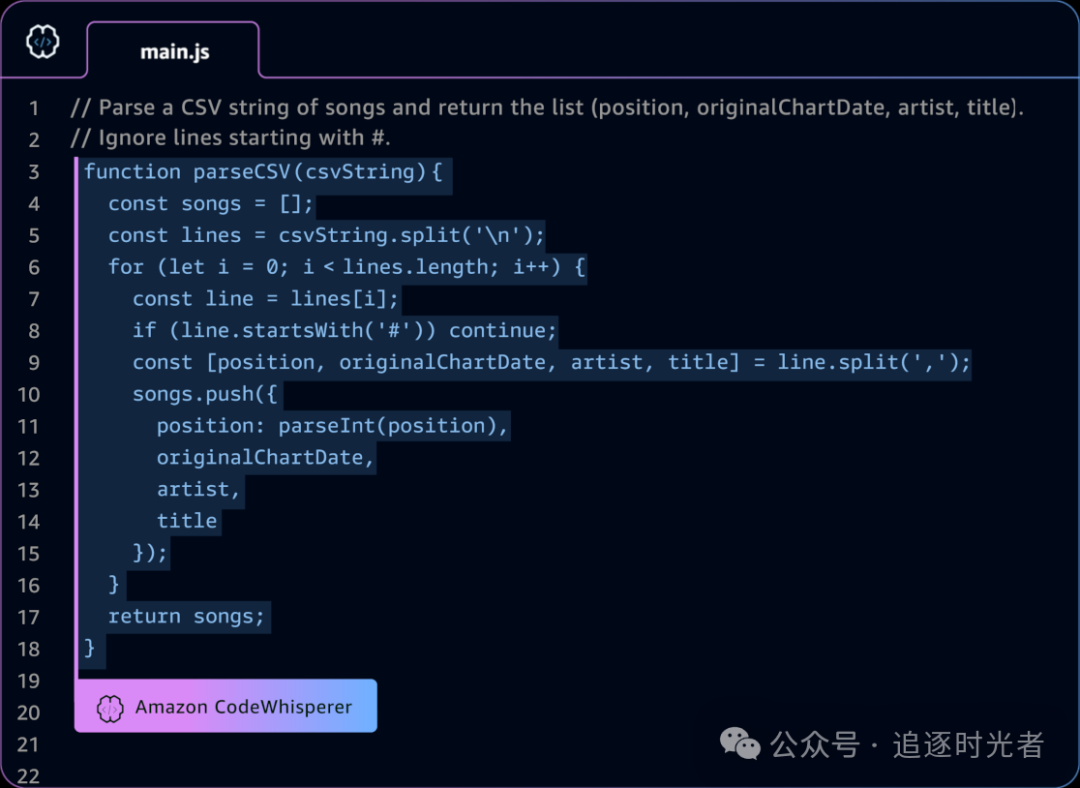 main.js
1 // Parse a CSV string of songs and return the list (position, originalChartDate, artist, title).
2 // Ignore lines starting with #.
3 function parseCSV(csvString){
4   const songs = [];
5   const lines = csvString.split('\n');
6   for (let i = 0; i < lines.length; i++) {
7     const line = lines[i];
8     if (line.startsWith('#')) continue;
9     const [position, originalChartDate, artist, title] = line.split(',');
10     songs.push({
11       position: parseInt(position),
12       originalChartDate,
13       artist,
14       title
15     });
16   }
17   return songs;
18 }
19
20 Amazon CodeWhisperer
21 公众号 · 追逐时光者
22